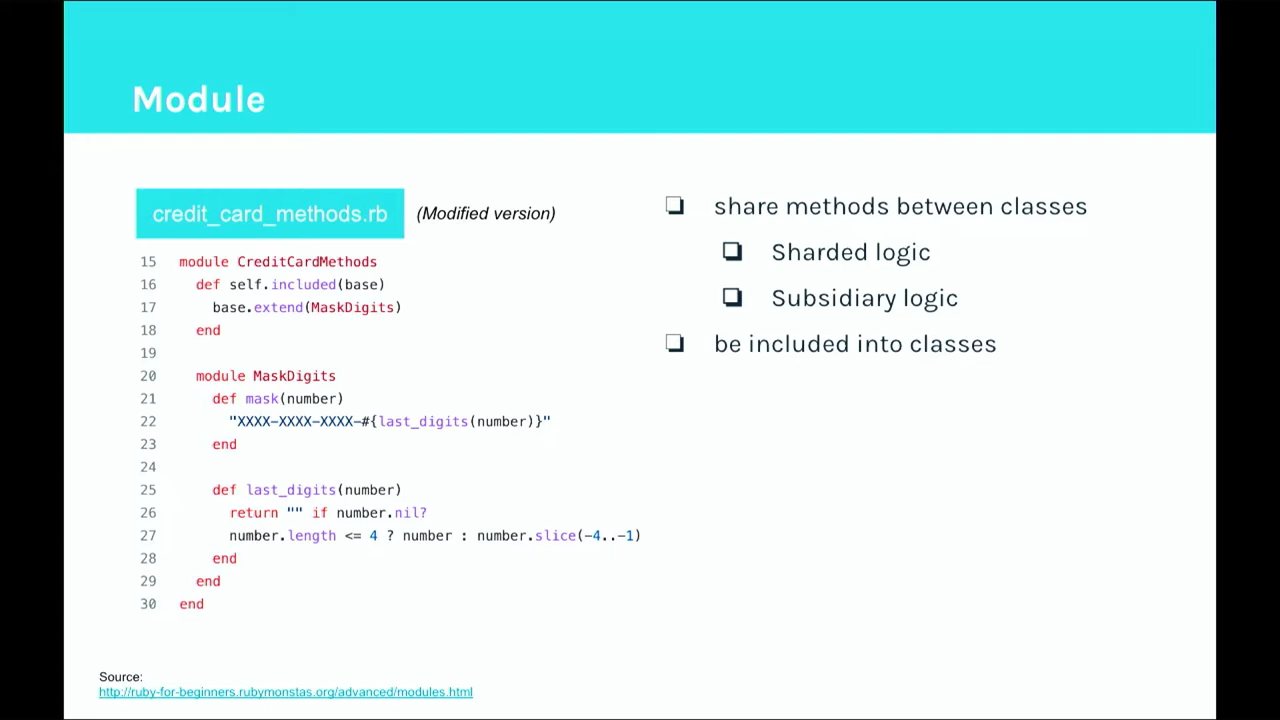 Module
credit_card_methods.rb (Modified version)
15 module CreditCardMethods
16 def self.included(base)
17 base.extend(MaskDigits)
18 end
19
20 module MaskDigits
21 def mask(number)
22 "XXXX-XXXX-XXXX-#{last_digits(number)}"
23 end
24
25 def last_digits(number)
26 return "" if number.nil?
27 number.length <= 4 ? number : number.slice(-4..-1)
28 end
29 end
30 end
share methods between classes
Sharded logic
Subsidiary logic
be included into classes
Source:
http://ruby-for-beginners.rubymonstas.org/advanced/modules.html